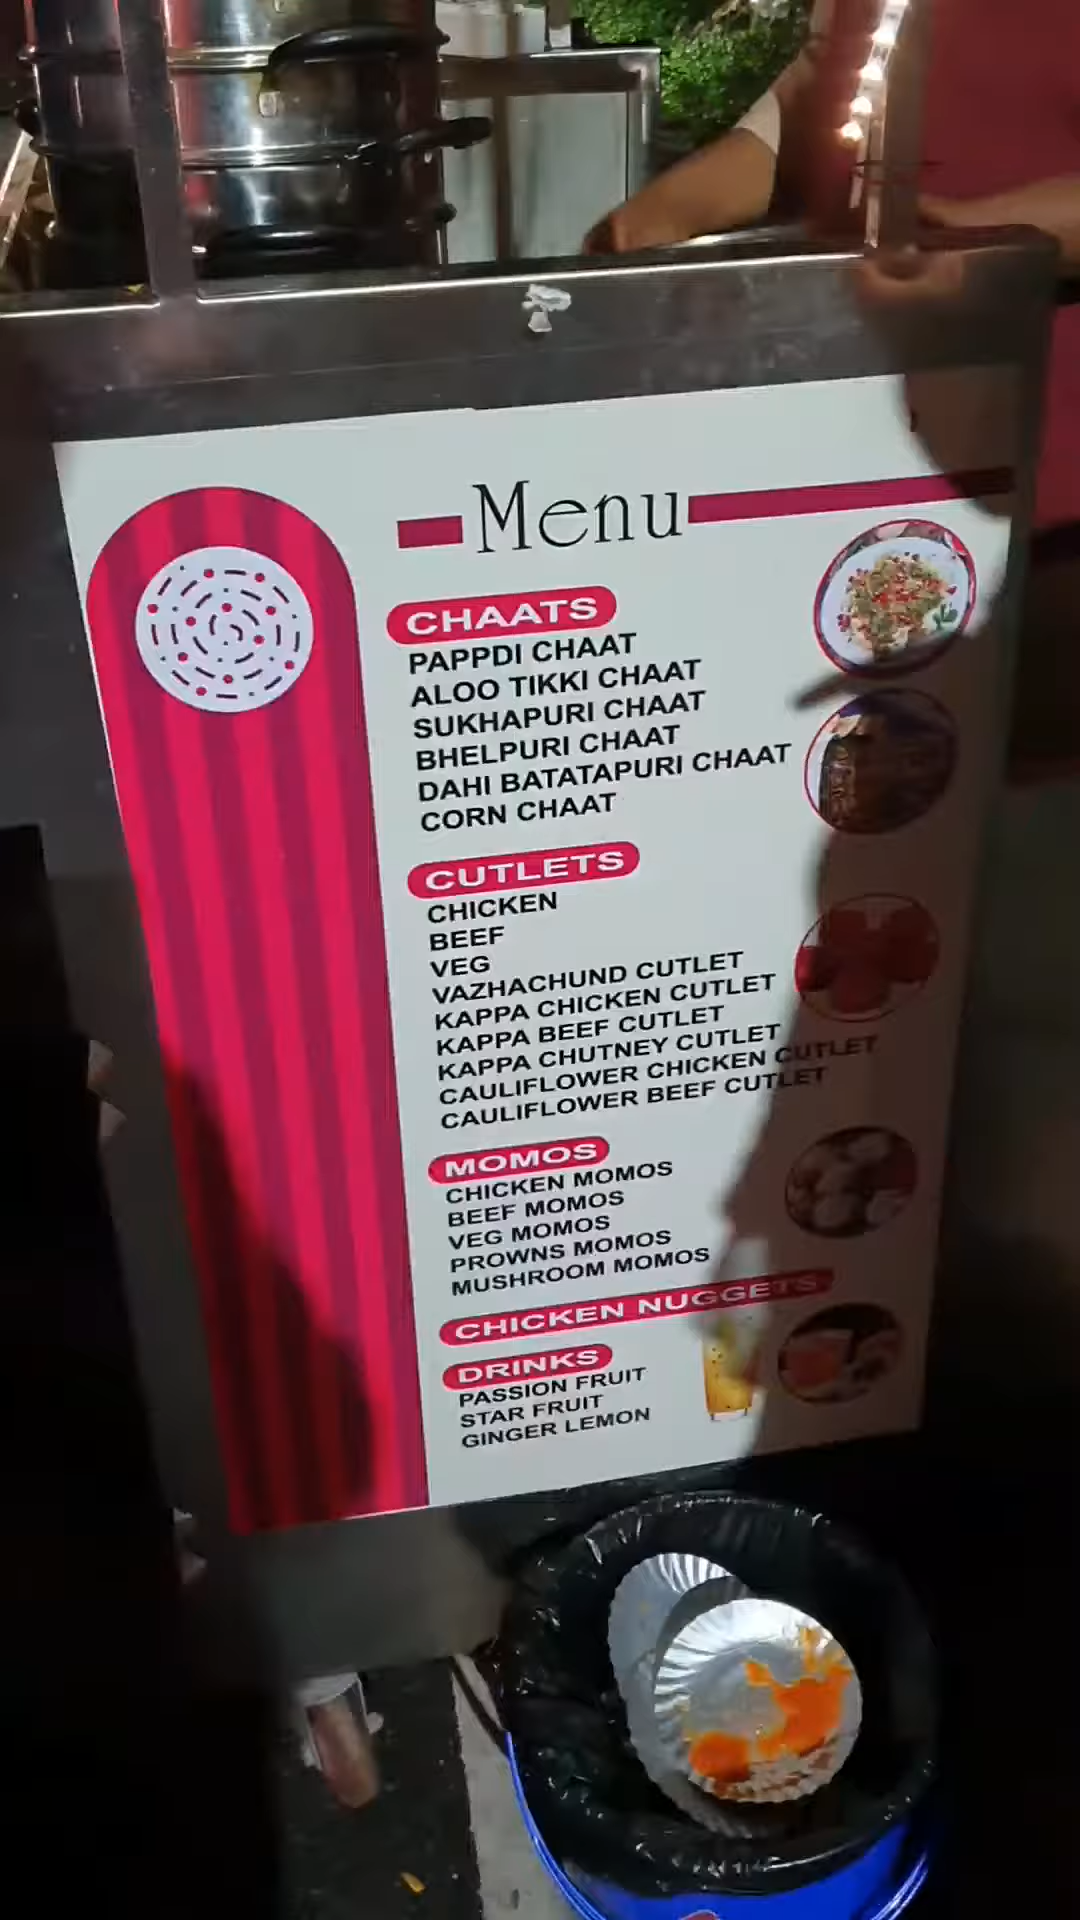 Menu
CHAATS
PAPPDI CHAAT
ALOO TIKKI CHAAT
SUKHAPURI CHAAT
BHELPURI CHAAT
DAHI BATATAPURI CHAAT
CORN CHAAT
CUTLETS
CHICKEN
BEEF
VEG
VAZHACHUND CUTLET
KAPPA CHICKEN CUTLET
KAPPA BEEF CUTLET
KAPPA CHUTNEY CUTLET
CAULIFLOWER CHICKEN CUTLET
CAULIFLOWER BEEF CUTLET
MOMOS
CHICKEN MOMOS
BEEF MOMOS
VEG MOMOS
PROWNS MOMOS
MUSHROOM MOMOS
CHICKEN NUGGETS
DRINKS
PASSION FRUIT
STAR FRUIT
GINGER LEMON